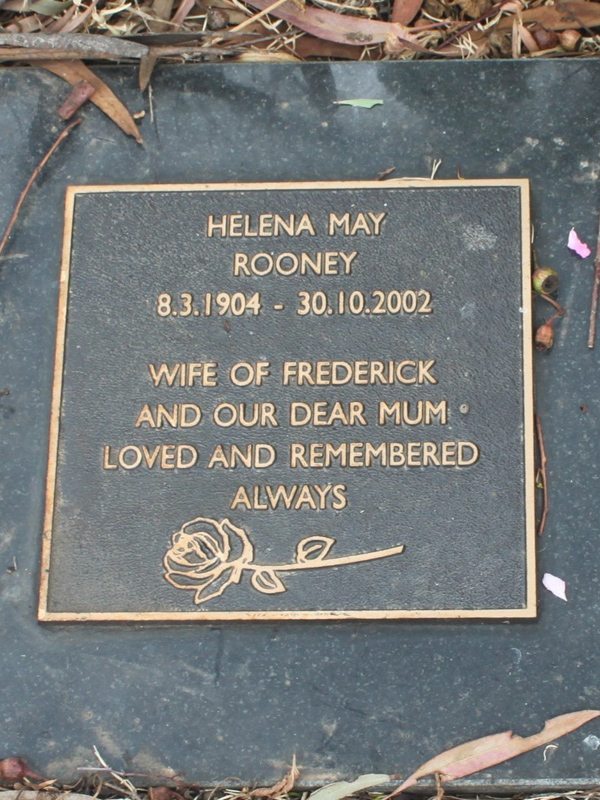 HELENA MAY
ROONEY
8.3.1904 - 30.10.2002
WIFE OF FREDERICK
AND OUR DEAR MUM
LOVED AND REMEMBERED
ALWAYS